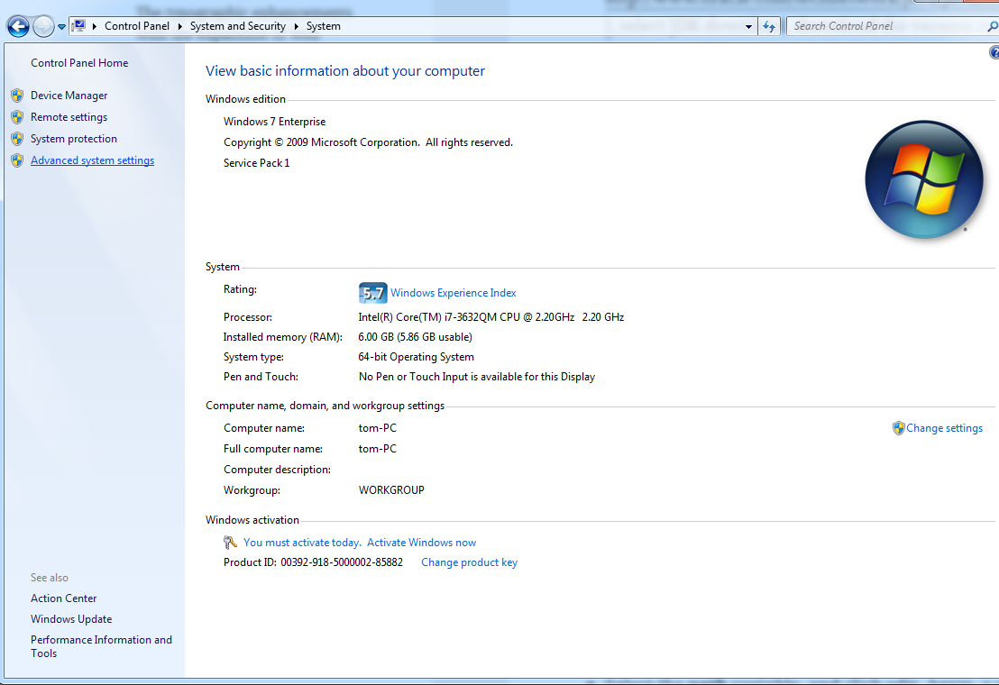 The typographic enhancements
Control Panel
System and Security
System
Search Control Panel
Control Panel Home
Device Manager
Remote settings
System protection
Advanced system settings
See also
Action Center
Windows Update
Performance Information and
Tools
View basic information about your computer
Windows edition
Windows 7 Enterprise
Copyright © 2009 Microsoft Corporation. All rights reserved.
Service Pack 1
System
Rating:
5.7 Windows Experience Index
Processor:
Intel(R) Core(TM) i7-3632QM CPU @ 2.20GHz 2.20 GHz
Installed memory (RAM):
6.00 GB (5.86 GB usable)
System type:
64-bit Operating System
Pen and Touch:
No Pen or Touch Input is available for this Display
Computer name, domain, and workgroup settings
Computer name:
tom-PC
Change settings
Full computer name:
tom-PC
Computer description:
Workgroup:
WORKGROUP
Windows activation
You must activate today. Activate Windows now
Product ID: 00392-918-5000002-85882
Change product key